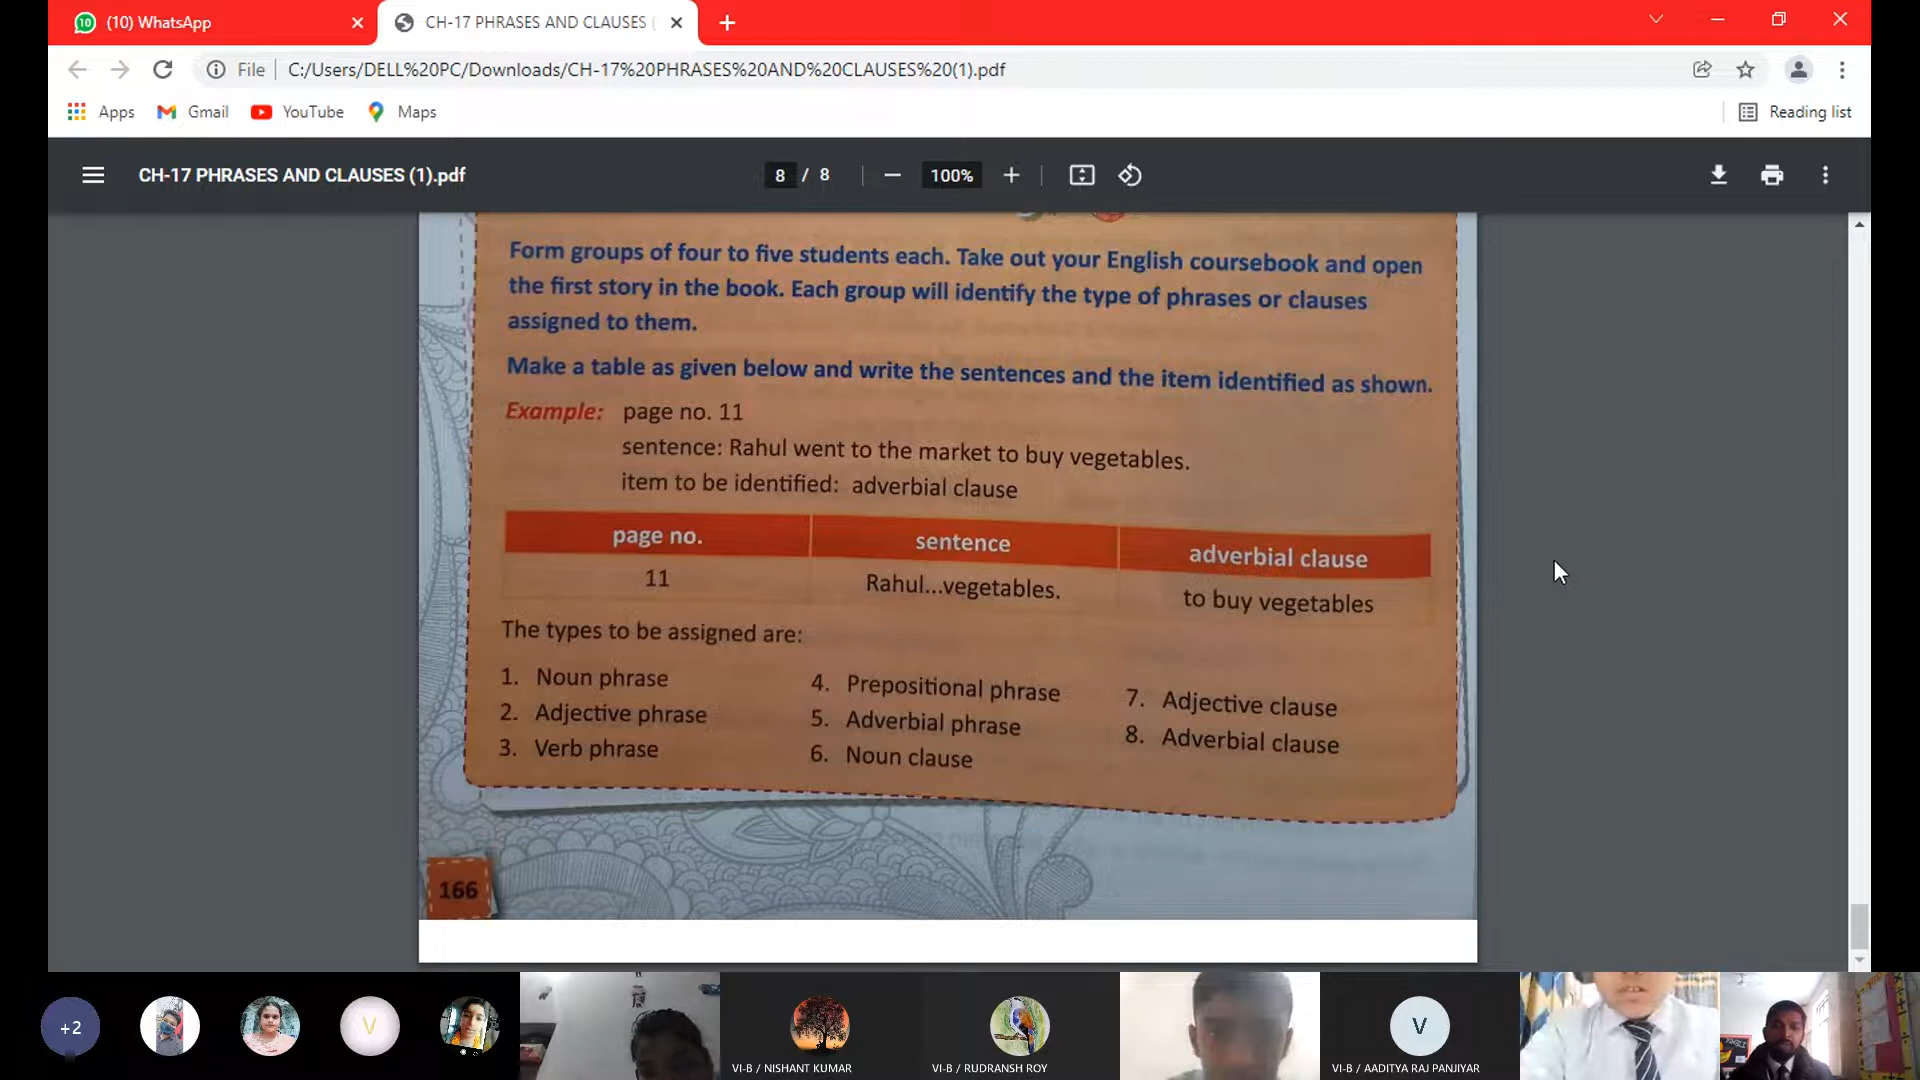 (10) WhatsApp
CH-17 PHRASES AND CLAUSES (
File
C:/Users/DELL%20PC/Downloads/CH-17%20PHRASES%20AND%20CLAUSES%20(1).pdf
Apps
Gmail
YouTube
Maps
Reading list
CH-17 PHRASES AND CLAUSES (1).pdf
8 / 8
100%
Form groups of four to five students each. Take out your English coursebook and open
the first story in the book. Each group will identify the type of phrases or clauses
assigned to them.
Make a table as given below and write the sentences and the item identified as shown.
Example: page no. 11
sentence: Rahul went to the market to buy vegetables.
item to be identified: adverbial clause
page no. sentence adverbial clause
11 Rahul...vegetables. to buy vegetables
The types to be assigned are:
1. Noun phrase 4. Prepositional phrase 7. Adjective clause
2. Adjective phrase 5. Adverbial phrase 8. Adverbial clause
3. Verb phrase 6. Noun clause
166
+2
V
VI-B / NISHANT KUMAR
VI-B / RUDRANSH ROY
V
VI-B / AADITYA RAJ PANJIYAR